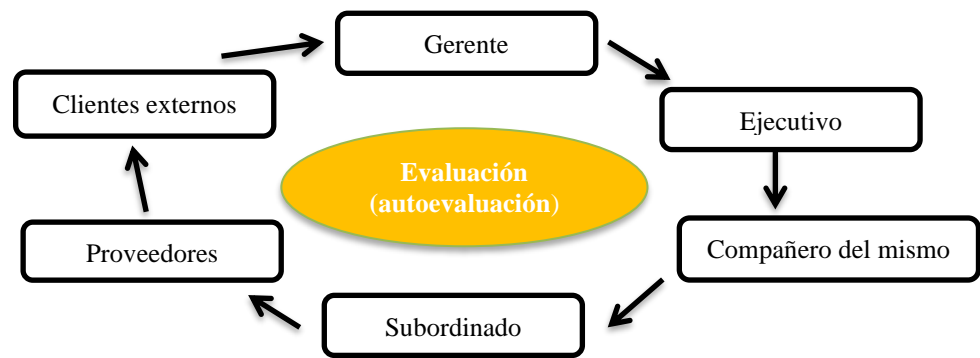 Gerente
Clientes externos
Ejecutivo
Evaluación
(autoevaluación)
Proveedores
Compañero del mismo
Subordinado